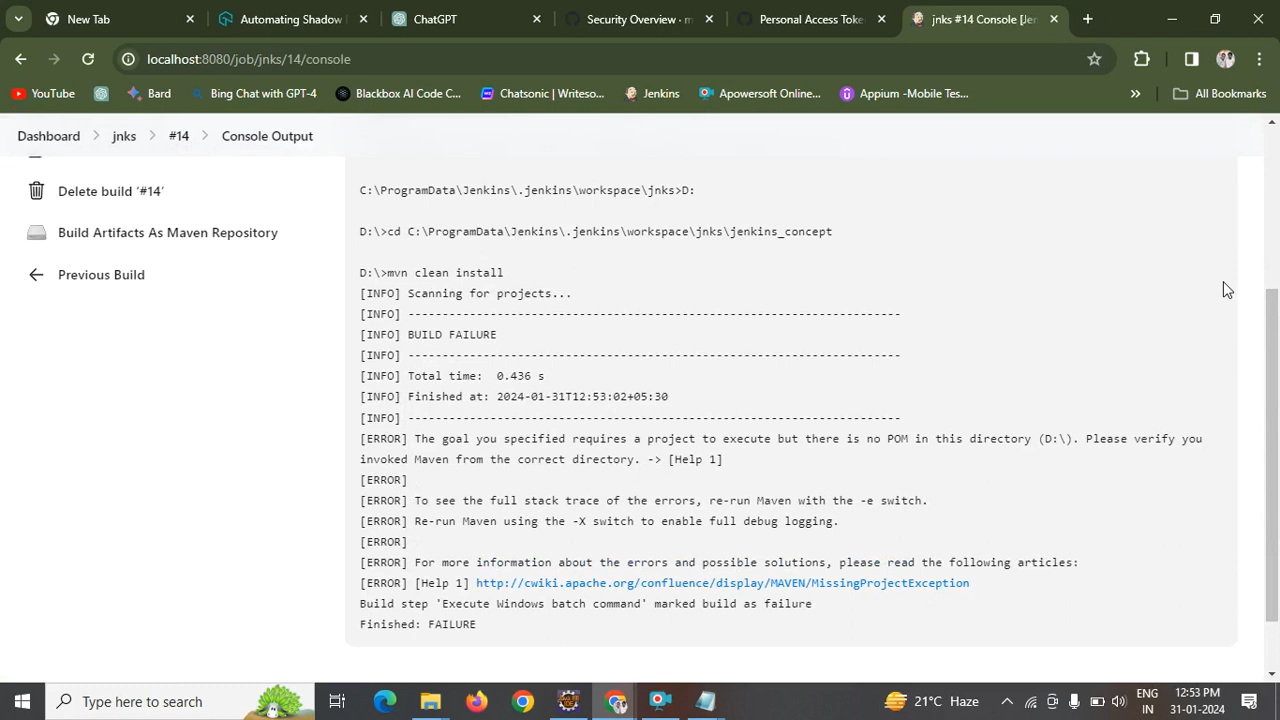 New Tab
Automating Shadow
ChatGPT
Security Overview - m
Personal Access Toke
jnks #14 Console [Jen
localhost:8080/job/jnks/14/console
YouTube
Bard
Bing Chat with GPT-4
Blackbox AI Code C...
Chatsonic | Writeso...
Jenkins
Apowersoft Online...
Appium -Mobile Tes...
All Bookmarks
Dashboard
jnks
#14
Console Output
Delete build ‘#14’
Build Artifacts As Maven Repository
Previous Build
C:\ProgramData\Jenkins\.jenkins\workspace\jnks>D:
D:\>cd C:\ProgramData\Jenkins\.jenkins\workspace\jnks\jenkins_concept
D:\>mvn clean install
[INFO] Scanning for projects...
[INFO] ------------------------------------------------------------------------
[INFO] BUILD FAILURE
[INFO] ------------------------------------------------------------------------
[INFO] Total time:  0.436 s
[INFO] Finished at: 2024-01-31T12:53:02+05:30
[INFO] ------------------------------------------------------------------------
[ERROR] The goal you specified requires a project to execute but there is no POM in this directory (D:\). Please verify you
invoked Maven from the correct directory. -> [Help 1]
[ERROR]
[ERROR] To see the full stack trace of the errors, re-run Maven with the -e switch.
[ERROR] Re-run Maven using the -X switch to enable full debug logging.
[ERROR]
[ERROR] For more information about the errors and possible solutions, please read the following articles:
[ERROR] [Help 1] http://cwiki.apache.org/confluence/display/MAVEN/MissingProjectException
Build step 'Execute Windows batch command' marked build as failure
Finished: FAILURE
Type here to search
21°C Haze
ENG
IN
12:53 PM
31-01-2024